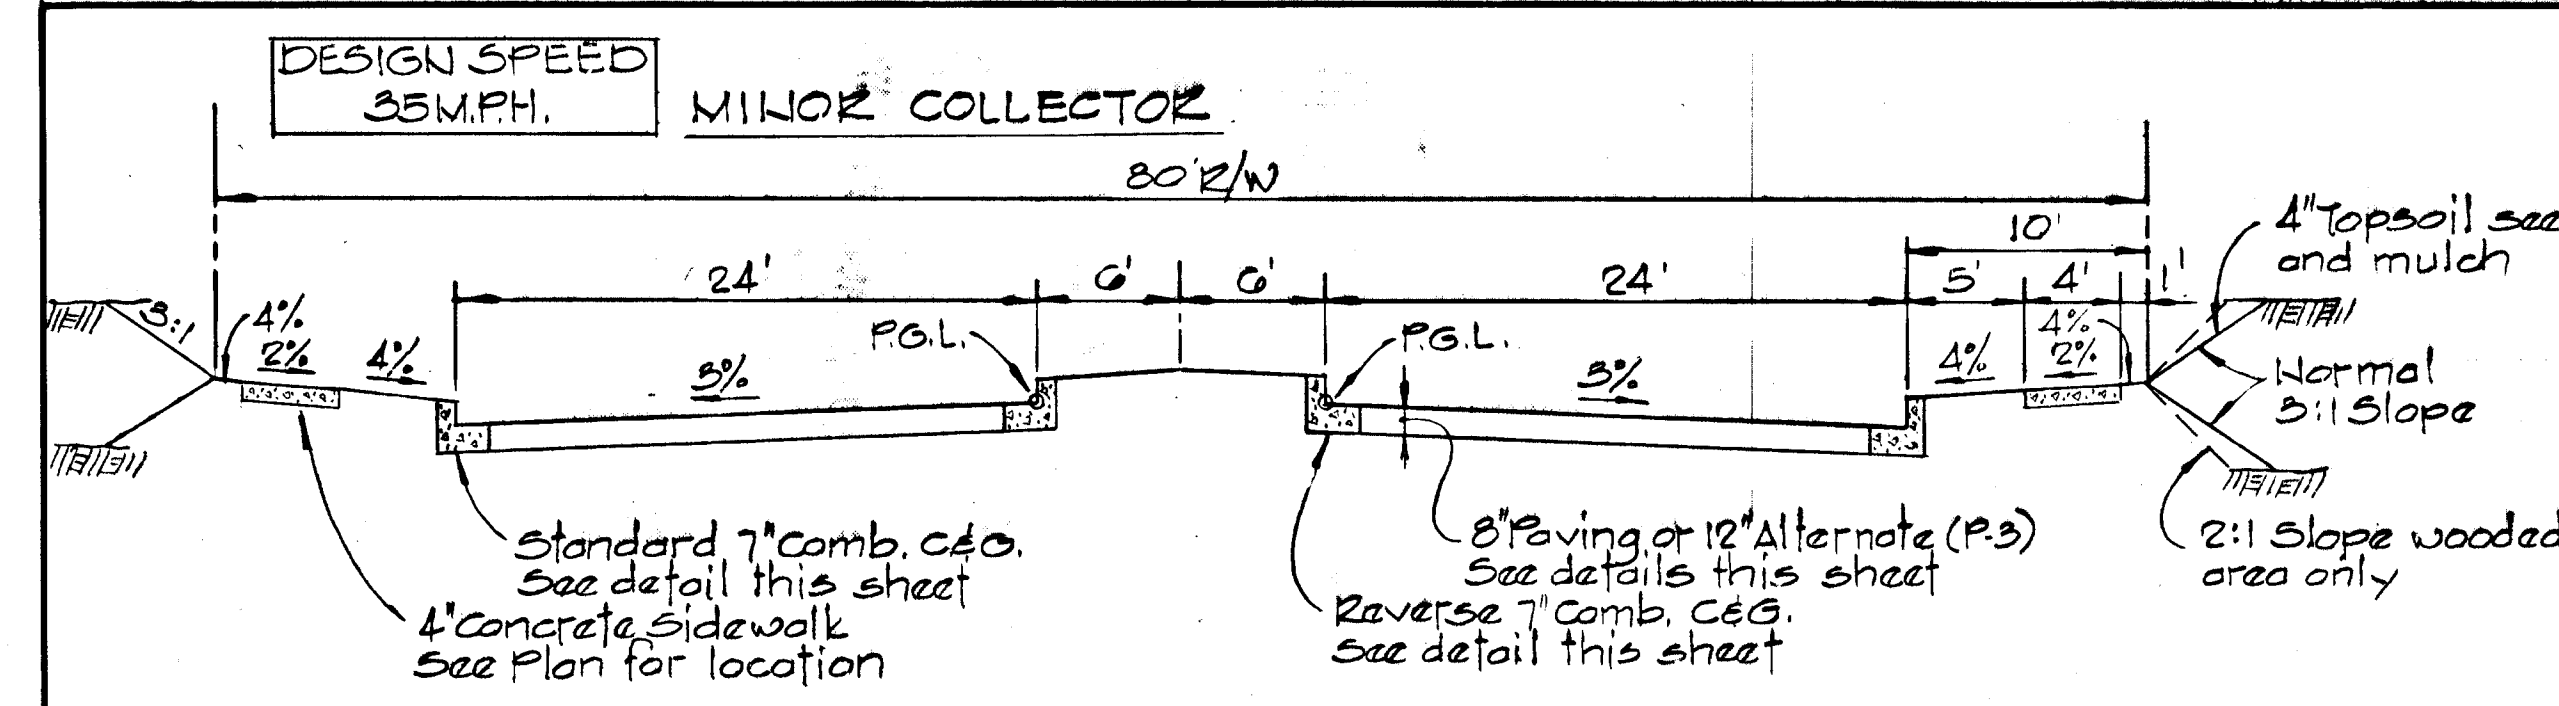 DESIGN SPEED
35 M.P.H.
MINOR COLLECTOR
80' R/W
10'
24'
6'
6'
24'
5'
4'
1'
4" Topsoil see
and mulch
3:1
4%
2%
4%
3%
P.G.L.
P.G.L.
3%
4%
4%
2%
Normal
3:1 Slope
Standard 7" Comb. C&G.
See detail this sheet
4" Concrete Sidewalk
See Plan for location
8" Paving or 12" Alternate (P-3)
See details this sheet
Reverse 7" Comb. C&G.
See detail this sheet
2:1 Slope wooded
area only